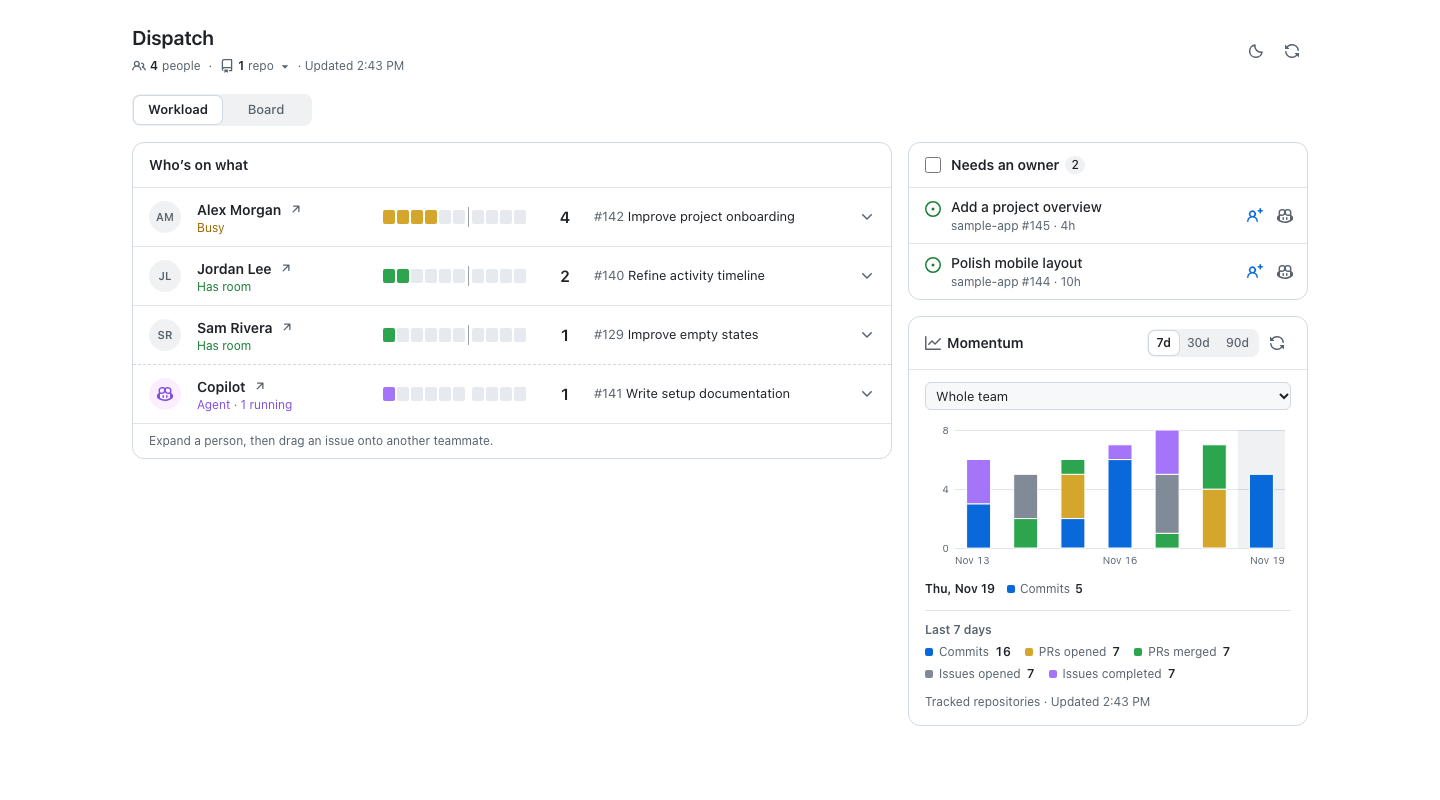 Dispatch
4 people · 1 repo · Updated 2:43 PM
Workload Board
Who’s on what
AM Alex Morgan 4 #142 Improve project onboarding
Busy
JL Jordan Lee 2 #140 Refine activity timeline
Has room
SR Sam Rivera 1 #129 Improve empty states
Has room
Copilot 1 #141 Write setup documentation
Agent · 1 running
Expand a person, then drag an issue onto another teammate.
Needs an owner 2
Add a project overview
sample-app #145 · 4h
Polish mobile layout
sample-app #144 · 10h
Momentum 7d 30d 90d
Whole team
8
4
0
Nov 13 Nov 16 Nov 19
Thu, Nov 19 Commits 5
Last 7 days
Commits 16 PRs opened 7 PRs merged 7
Issues opened 7 Issues completed 7
Tracked repositories · Updated 2:43 PM